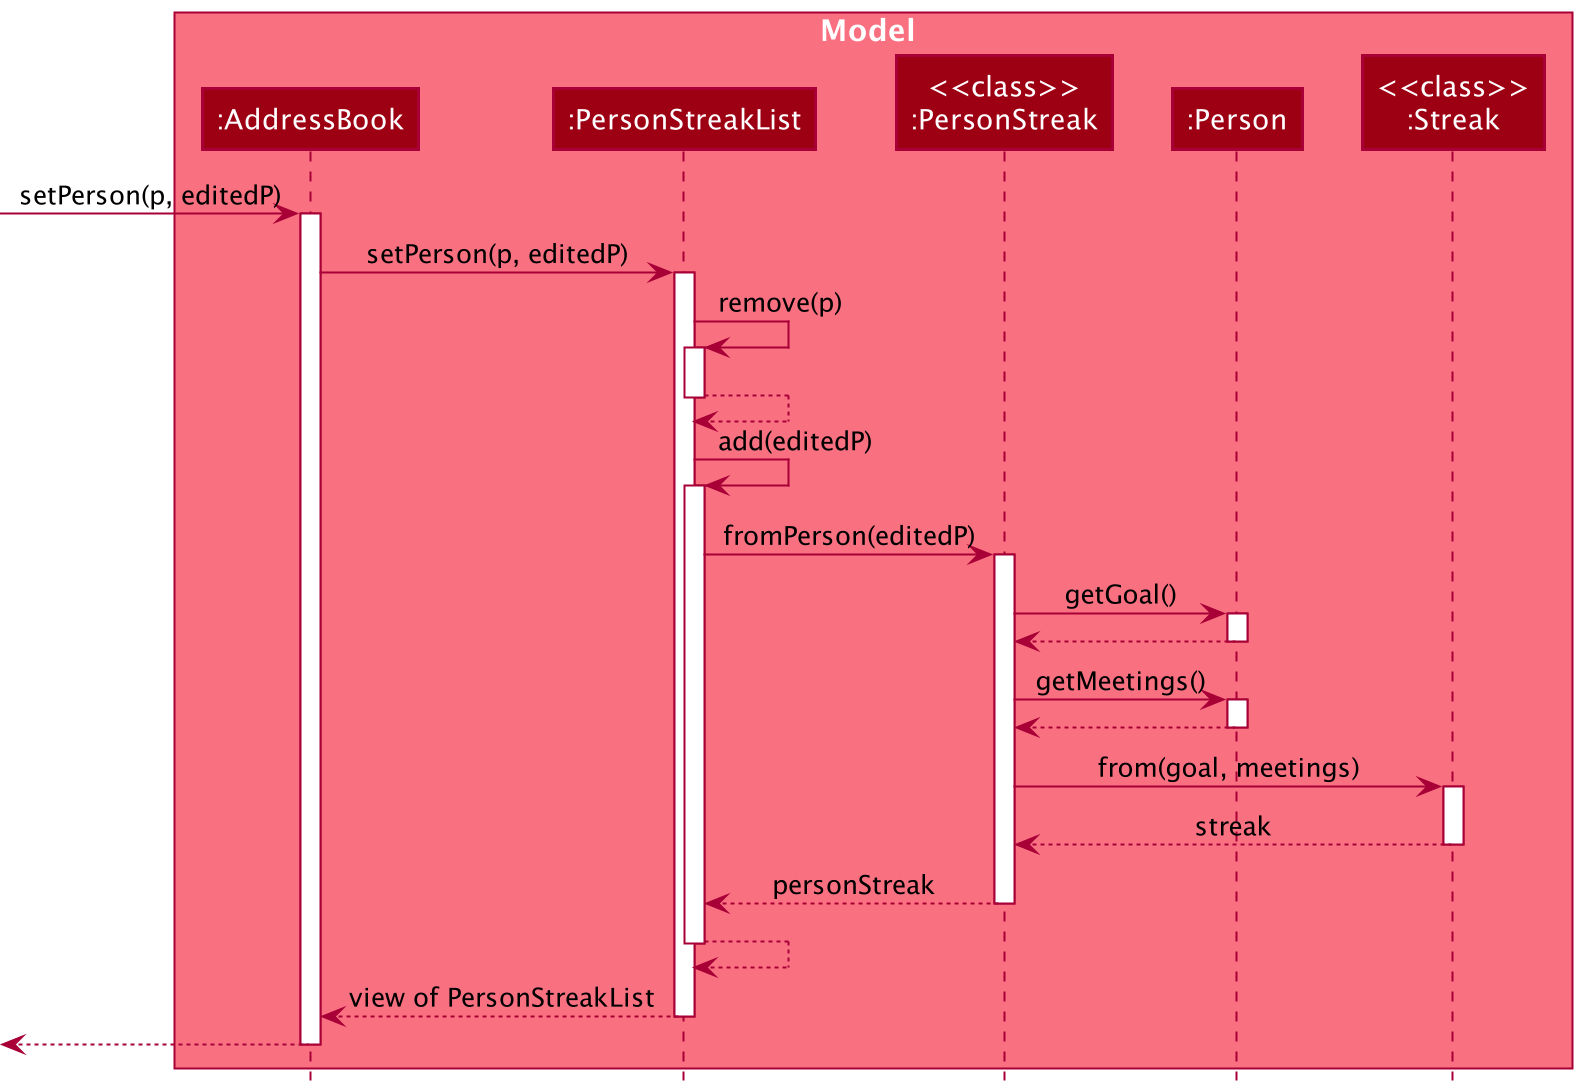 Model
:AddressBook
:PersonStreakList
<<class>>
:PersonStreak
:Person
<<class>>
:Streak
setPerson(p, editedP)
setPerson(p, editedP)
remove(p)
add(editedP)
fromPerson(editedP)
getGoal()
getMeetings()
from(goal, meetings)
streak
personStreak
view of PersonStreakList